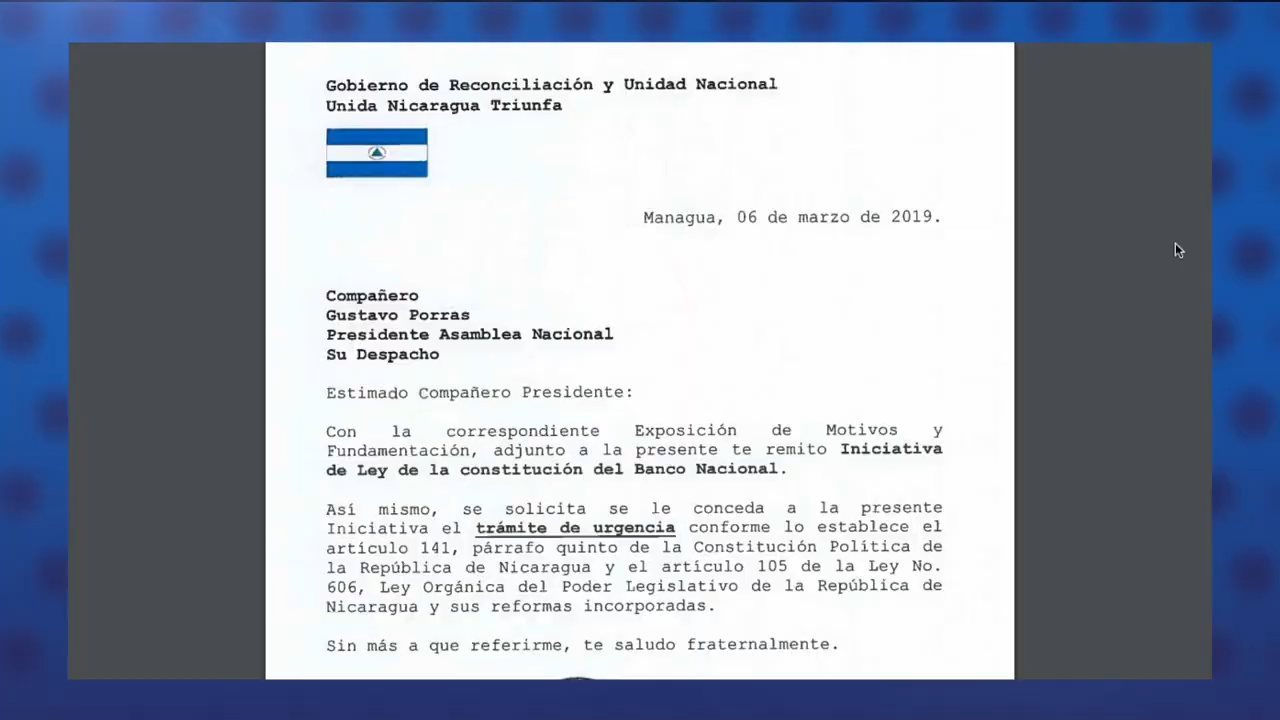 Gobierno de Reconciliación y Unidad Nacional
Unida Nicaragua Triunfa
Managua, 06 de marzo de 2019.
Compañero
Gustavo Porras
Presidente Asamblea Nacional
Su Despacho
Estimado Compañero Presidente:
Con la correspondiente Exposición de Motivos y
Fundamentación, adjunto a la presente te remito Iniciativa
de Ley de la constitución del Banco Nacional.
Así mismo, se solicita se le conceda a la presente
Iniciativa el trámite de urgencia conforme lo establece el
artículo 141, párrafo quinto de la Constitución Política de
la República de Nicaragua y el artículo 105 de la Ley No.
606, Ley Orgánica del Poder Legislativo de la República de
Nicaragua y sus reformas incorporadas.
Sin más a que referirme, te saludo fraternalmente.